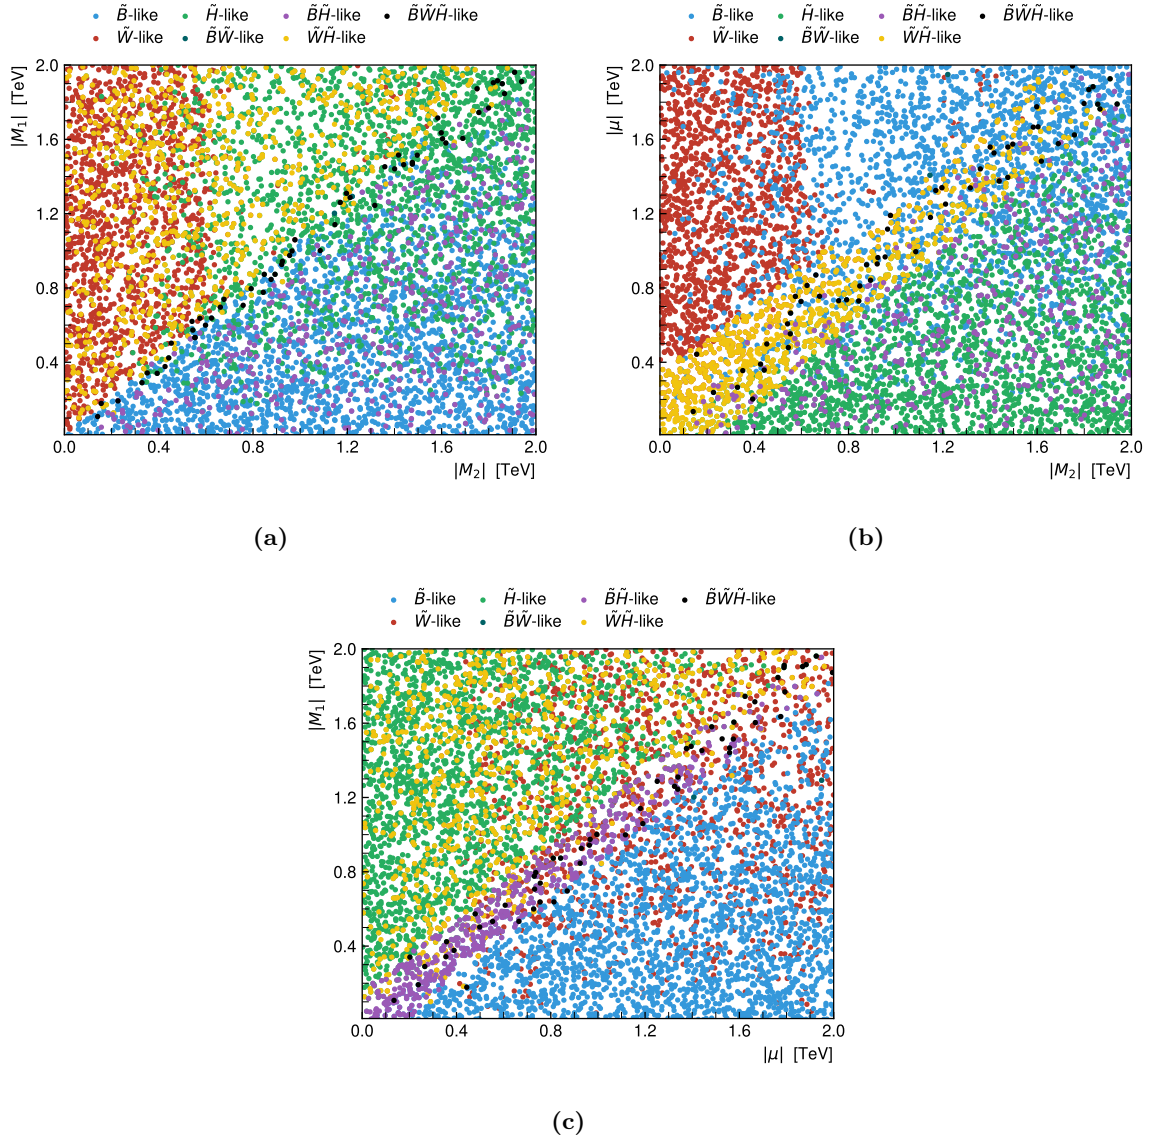 B̃-like H̃-like B̃H̃-like B̃W̃H̃-like
W̃-like B̃W̃-like W̃H̃-like
|M₁| [TeV]
2.0
1.6
1.2
0.8
0.4
0.0 0.4 0.8 1.2 1.6 2.0
|M₂| [TeV]
(a)
B̃-like H̃-like B̃H̃-like B̃W̃H̃-like
W̃-like B̃W̃-like W̃H̃-like
|μ| [TeV]
2.0
1.6
1.2
0.8
0.4
0.0 0.4 0.8 1.2 1.6 2.0
|M₂| [TeV]
(b)
B̃-like H̃-like B̃H̃-like B̃W̃H̃-like
W̃-like B̃W̃-like W̃H̃-like
|M₁| [TeV]
2.0
1.6
1.2
0.8
0.4
0.0 0.4 0.8 1.2 1.6 2.0
|μ| [TeV]
(c)